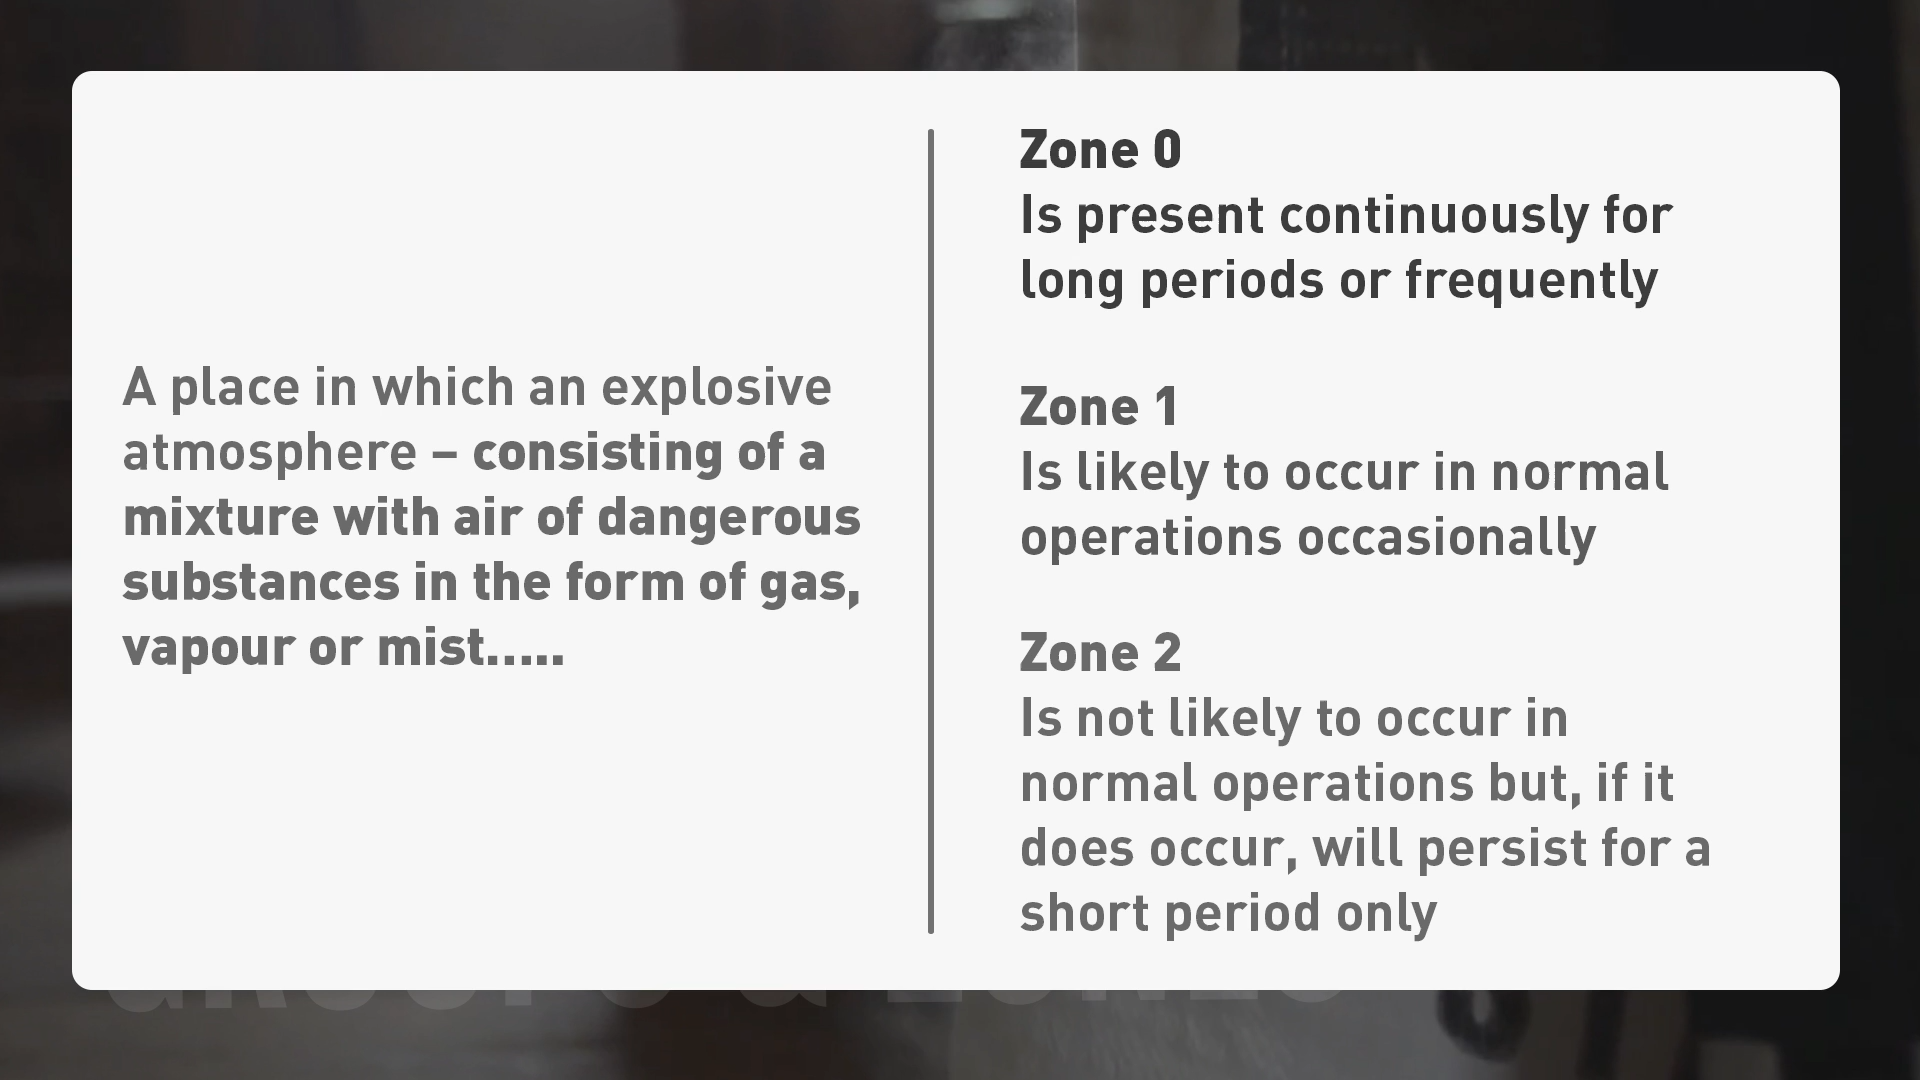 A place in which an explosive
atmosphere – consisting of a
mixture with air of dangerous
substances in the form of gas,
vapour or mist.....
Zone 0
Is present continuously for
long periods or frequently
Zone 1
Is likely to occur in normal
operations occasionally
Zone 2
Is not likely to occur in
normal operations but, if it
does occur, will persist for a
short period only